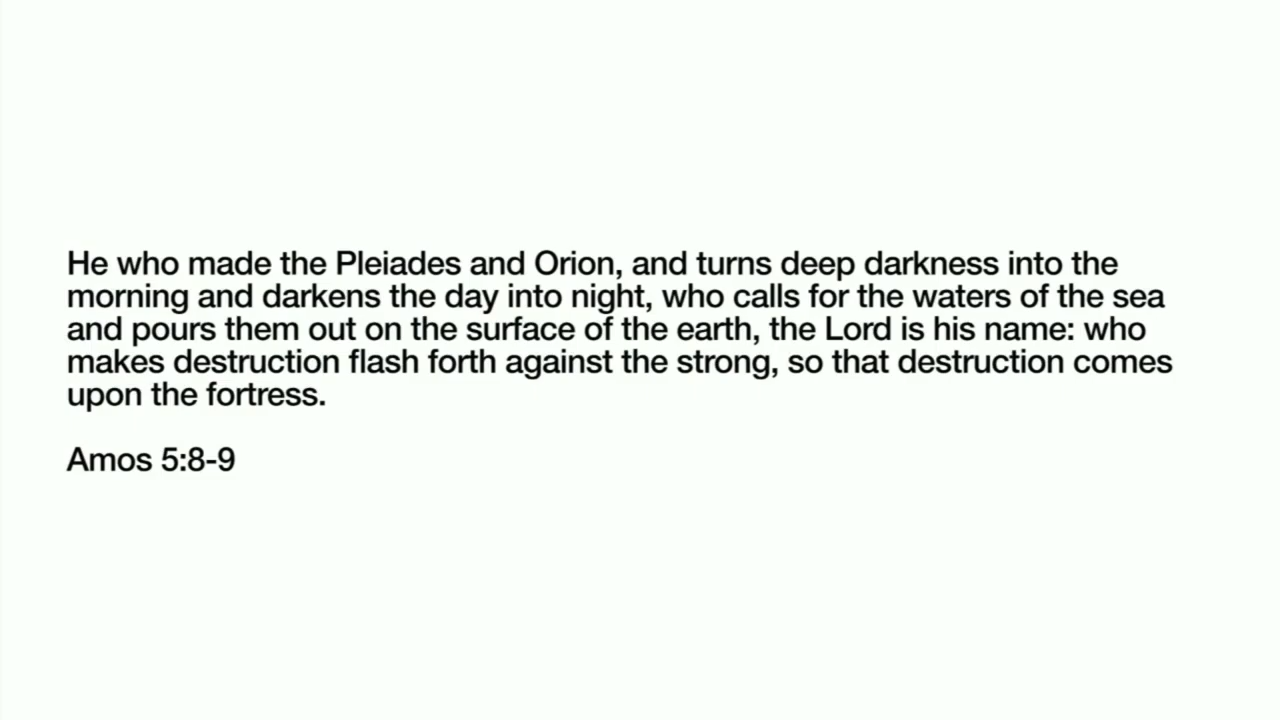 He who made the Pleiades and Orion, and turns deep darkness into the
morning and darkens the day into night, who calls for the waters of the sea
and pours them out on the surface of the earth, the Lord is his name: who
makes destruction flash forth against the strong, so that destruction comes
upon the fortress.
Amos 5:8-9